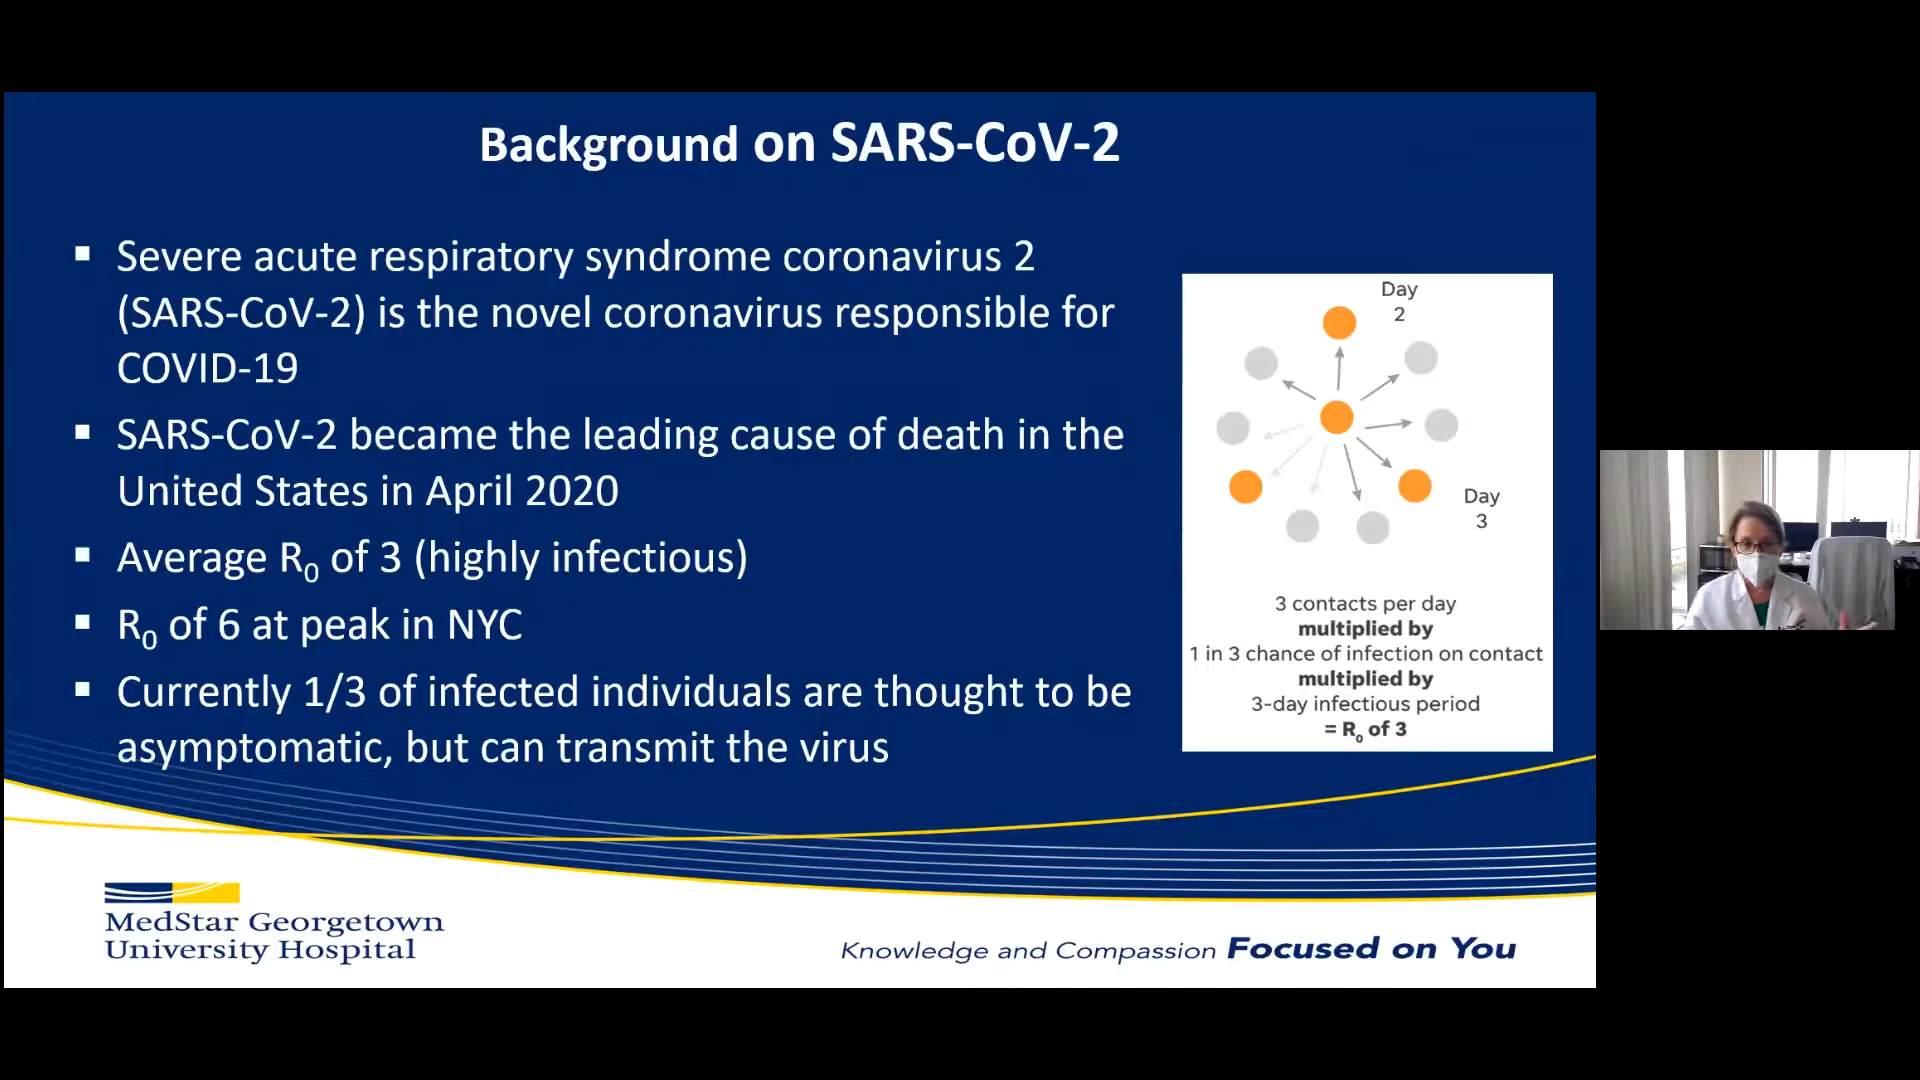 Background on SARS-CoV-2
▪ Severe acute respiratory syndrome coronavirus 2
(SARS-CoV-2) is the novel coronavirus responsible for
COVID-19
▪ SARS-CoV-2 became the leading cause of death in the
United States in April 2020
▪ Average R₀ of 3 (highly infectious)
▪ R₀ of 6 at peak in NYC
▪ Currently 1/3 of infected individuals are thought to be
asymptomatic, but can transmit the virus
Day
2
Day
3
3 contacts per day
multiplied by
1 in 3 chance of infection on contact
multiplied by
3-day infectious period
= R₀ of 3
MedStar Georgetown
University Hospital
Knowledge and Compassion Focused on You